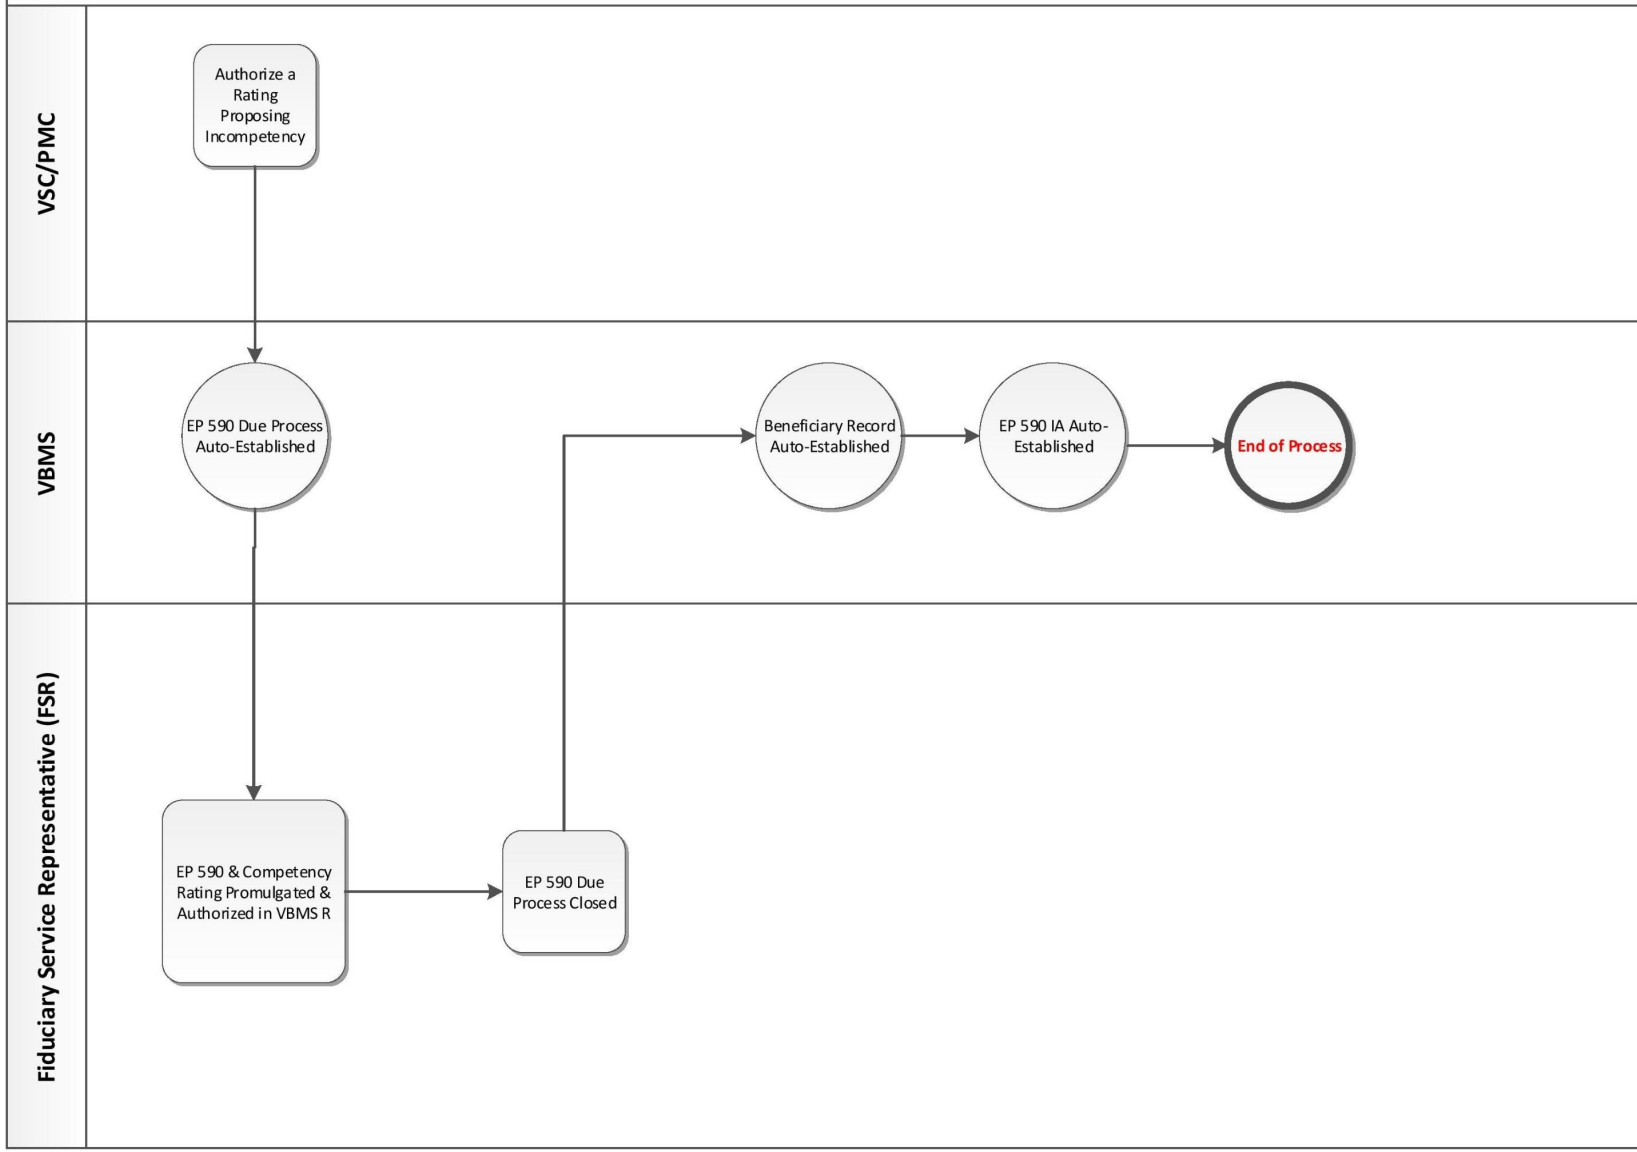 VSC/PMC
Authorize a
Rating
Proposing
Incompetency
VBMS
EP 590 Due Process
Auto-Established
Beneficiary Record
Auto-Established
EP 590 IA Auto-
Established
End of Process
Fiduciary Service Representative (FSR)
EP 590 & Competency
Rating Promulgated &
Authorized in VBMS R
EP 590 Due
Process Closed